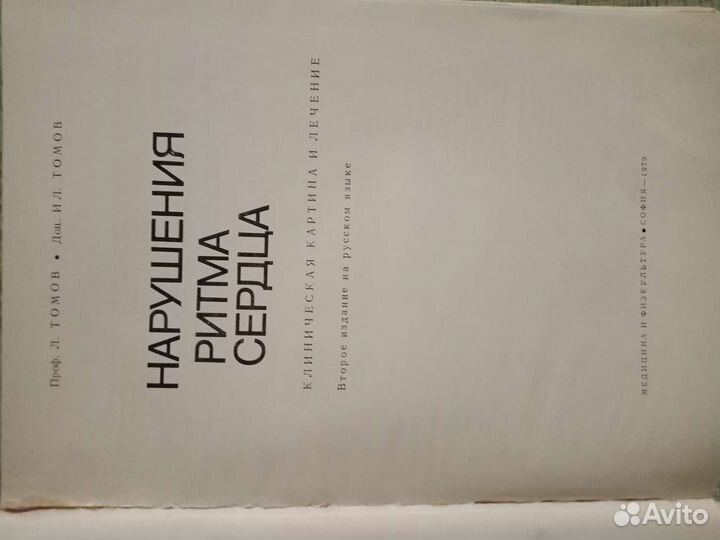 Проф. Л. ТОМОВ • Доц. ИЛ. ТОМОВ
НАРУШЕНИЯ
РИТМА
СЕРДЦА
КЛИНИЧЕСКАЯ КАРТИНА И ЛЕЧЕНИЕ
Второе издание на русском языке
МЕДИЦИНА И ФИЗКУЛЬТУРА • СОФИЯ—1979
Avito